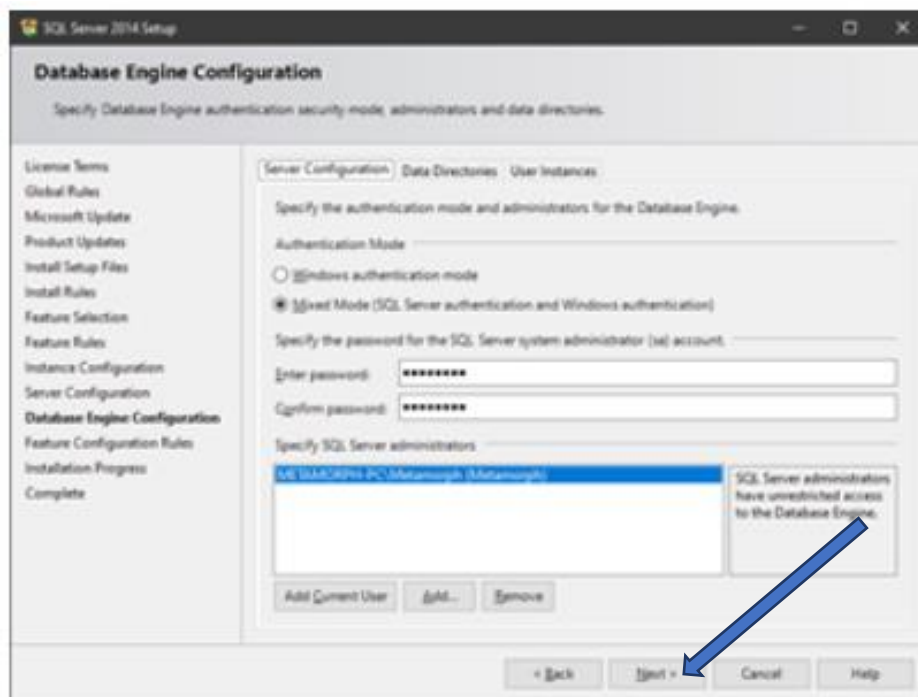 SQL Server 2014 Setup
Database Engine Configuration
Specify Database Engine authentication security mode, administrators and data directories.
License Terms
Global Rules
Microsoft Update
Product Updates
Install Setup Files
Install Rules
Feature Selection
Feature Rules
Instance Configuration
Server Configuration
Database Engine Configuration
Feature Configuration Rules
Installation Progress
Complete
Server Configuration Data Directories User Instances
Specify the authentication mode and administrators for the Database Engine.
Authentication Mode
Windows authentication mode
Mixed Mode (SQL Server authentication and Windows authentication)
Specify the password for the SQL Server system administrator (sa) account.
Enter password: ●●●●●●●●
Confirm password: ●●●●●●●●
Specify SQL Server administrators
METAMORPH-PC\Metamorph (Metamorph)
SQL Server administrators
have unrestricted access
to the Database Engine.
Add Current User Add... Remove
< Back Next > Cancel Help